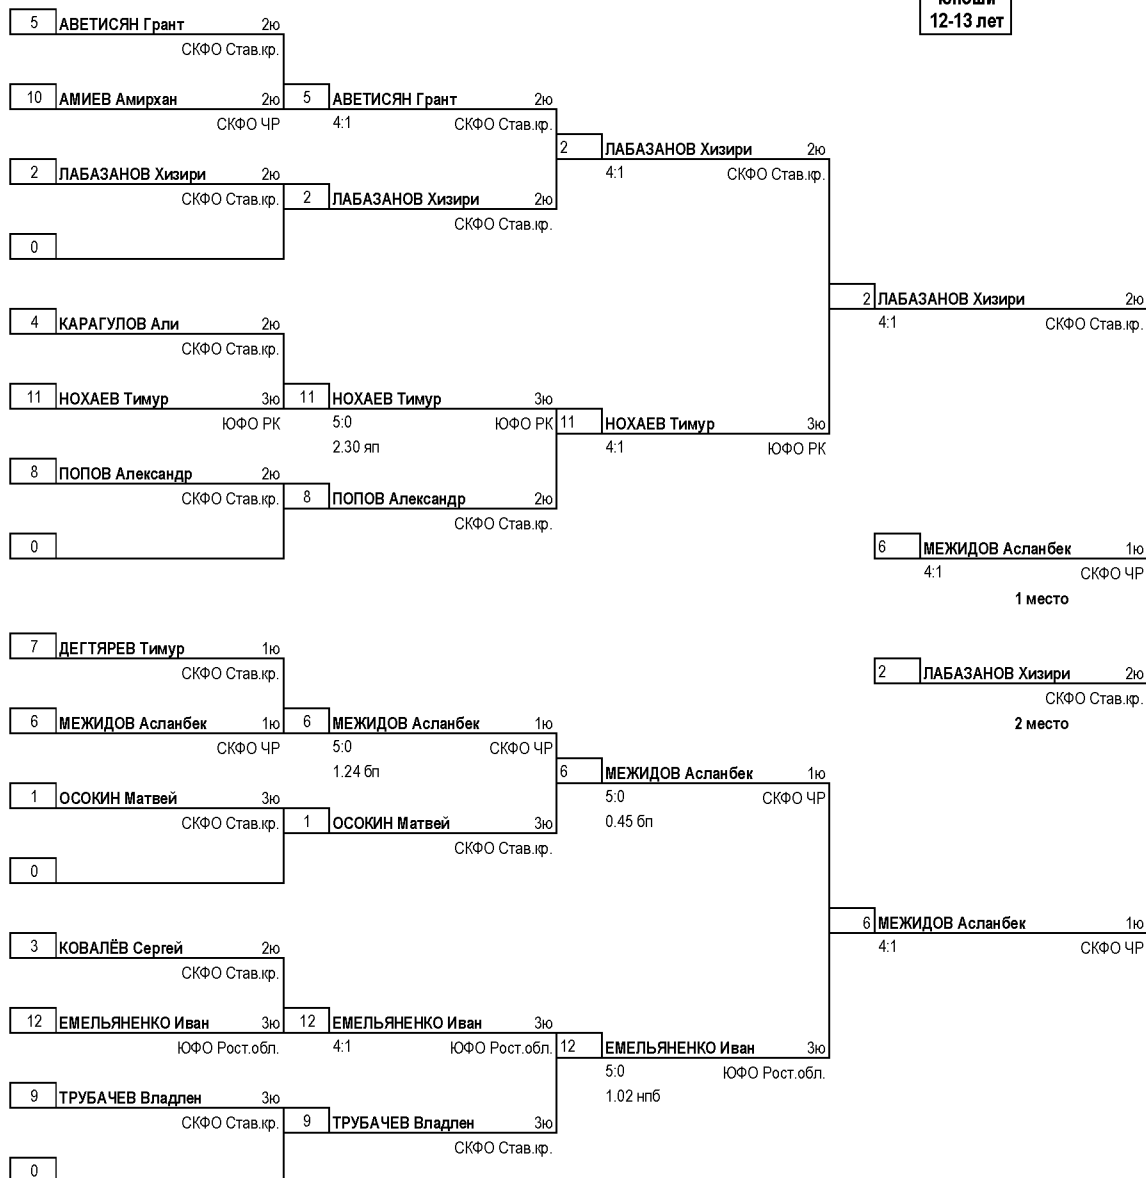 юноши
12-13 лет
5 АВЕТИСЯН Грант 2ю
СКФО Став.кр.
10 АМИЕВ Амирхан 2ю 5 АВЕТИСЯН Грант 2ю
СКФО ЧР 4:1 СКФО Став.кр.
2 ЛАБАЗАНОВ Хизири 2ю
4:1 СКФО Став.кр.
2 ЛАБАЗАНОВ Хизири 2ю
СКФО Став.кр. 2 ЛАБАЗАНОВ Хизири 2ю
СКФО Став.кр.
0
2 ЛАБАЗАНОВ Хизири 2ю
4:1 СКФО Став.кр.
4 КАРАГУЛОВ Али 2ю
СКФО Став.кр.
11 НОХАЕВ Тимур 3ю 11 НОХАЕВ Тимур 3ю
ЮФО РК 5:0 ЮФО РК 11 НОХАЕВ Тимур 3ю
2.30 яп 4:1 ЮФО РК
8 ПОПОВ Александр 2ю
СКФО Став.кр. 8 ПОПОВ Александр 2ю
СКФО Став.кр.
0 6 МЕЖИДОВ Асланбек 1ю
4:1 СКФО ЧР
1 место
7 ДЕГТЯРЕВ Тимур 1ю
СКФО Став.кр. 2 ЛАБАЗАНОВ Хизири 2ю
СКФО Став.кр.
6 МЕЖИДОВ Асланбек 1ю 6 МЕЖИДОВ Асланбек 1ю 2 место
СКФО ЧР 5:0 СКФО ЧР
1.24 бп 6 МЕЖИДОВ Асланбек 1ю
1 ОСОКИН Матвей 3ю 5:0 СКФО ЧР
СКФО Став.кр. 1 ОСОКИН Матвей 3ю 0.45 бп
СКФО Став.кр.
0
6 МЕЖИДОВ Асланбек 1ю
3 КОВАЛЁВ Сергей 2ю 4:1 СКФО ЧР
СКФО Став.кр.
12 ЕМЕЛЬЯНЕНКО Иван 3ю 12 ЕМЕЛЬЯНЕНКО Иван 3ю
ЮФО Рост.обл. 4:1 ЮФО Рост.обл. 12 ЕМЕЛЬЯНЕНКО Иван 3ю
5:0 ЮФО Рост.обл.
9 ТРУБАЧЕВ Владлен 3ю 1.02 нпб
СКФО Став.кр. 9 ТРУБАЧЕВ Владлен 3ю
СКФО Став.кр.
0